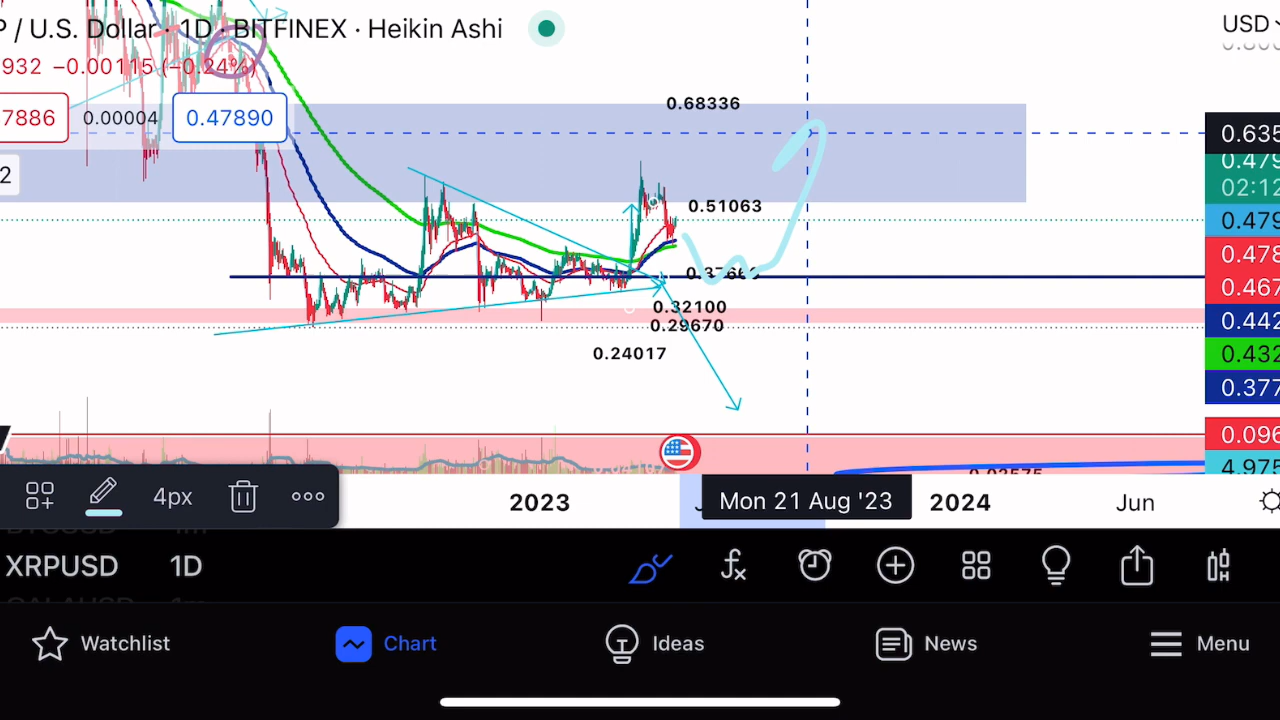 P / U.S. Dollar · 1D · BITFINEX · Heikin Ashi
USD
932 −0.00115 (−0.24%)
0.68336
7886
0.00004
0.47890
0.635
0.479
02:12
2
0.51063
0.479
0.478
0.37666
0.467
0.32100
0.442
0.29670
0.432
0.24017
0.377
0.096
4.975
4px
2023
Mon 21 Aug '23
2024
Jun
XRPUSD
1D
Watchlist
Chart
Ideas
News
Menu